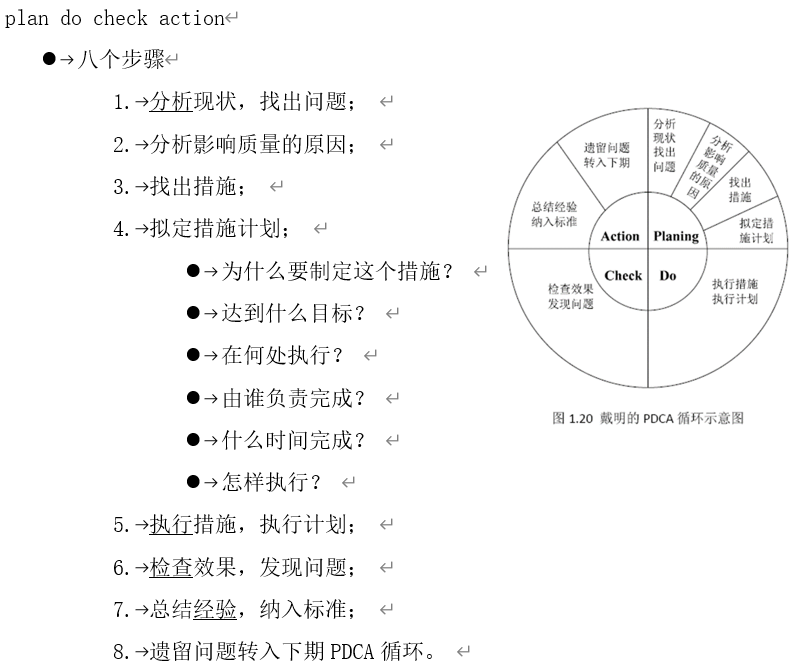 plan do check action
八个步骤
1.分析现状，找出问题；
2.分析影响质量的原因；
3.找出措施；
4.拟定措施计划；
为什么要制定这个措施？
达到什么目标？
在何处执行？
由谁负责完成？
什么时间完成？
怎样执行？
5.执行措施，执行计划；
6.检查效果，发现问题；
7.总结经验，纳入标准；
8.遗留问题转入下期PDCA循环。
分析
现状
找出
问题
分析
影响
质量
的原
因
找出
措施
拟定措
施计划
遗留问题
转入下期
总结经验
纳入标准
Action
Planing
Check
Do
检查效果
发现问题
执行措施
执行计划
图 1.20 戴明的 PDCA 循环示意图